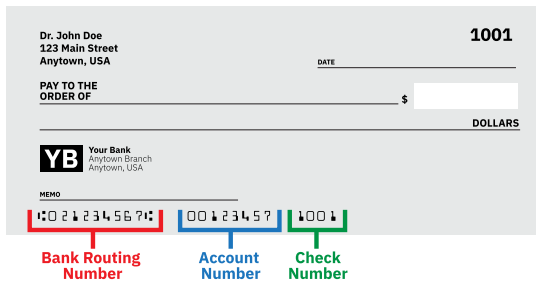 Dr. John Doe
1001
123 Main Street
Anytown, USA
DATE
PAY TO THE
ORDER OF
$
DOLLARS
YB
Your Bank
Anytown Branch
Anytown, USA
MEMO
⑆021234567⑆ 00123457 1001
Bank Routing Number
Account Number
Check Number